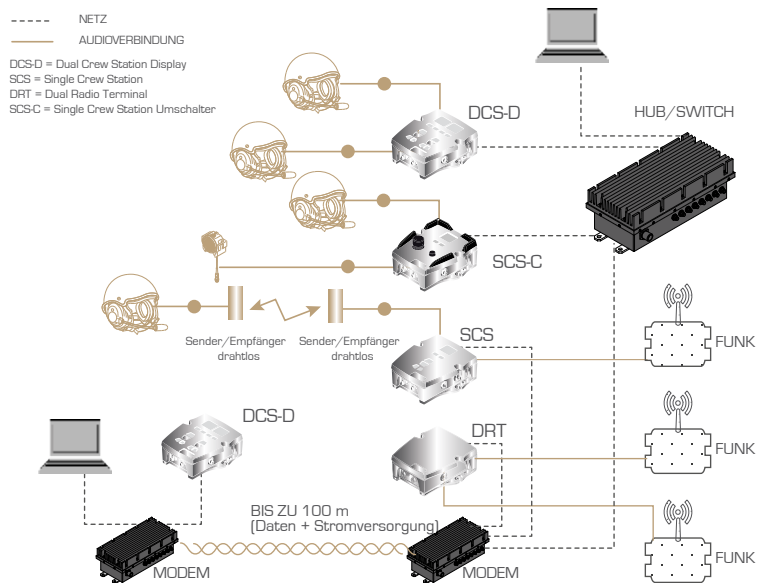 NETZ
AUDIOVERBINDUNG
DCS-D = Dual Crew Station Display
SCS = Single Crew Station
DRT = Dual Radio Terminal
SCS-C = Single Crew Station Umschalter
DCS-D
HUB/SWITCH
SCS-C
SCS
Sender/Empfänger
drahtlos
Sender/Empfänger
drahtlos
FUNK
DCS-D
DRT
FUNK
BIS ZU 100 m
(Daten + Stromversorgung)
MODEM
MODEM
FUNK